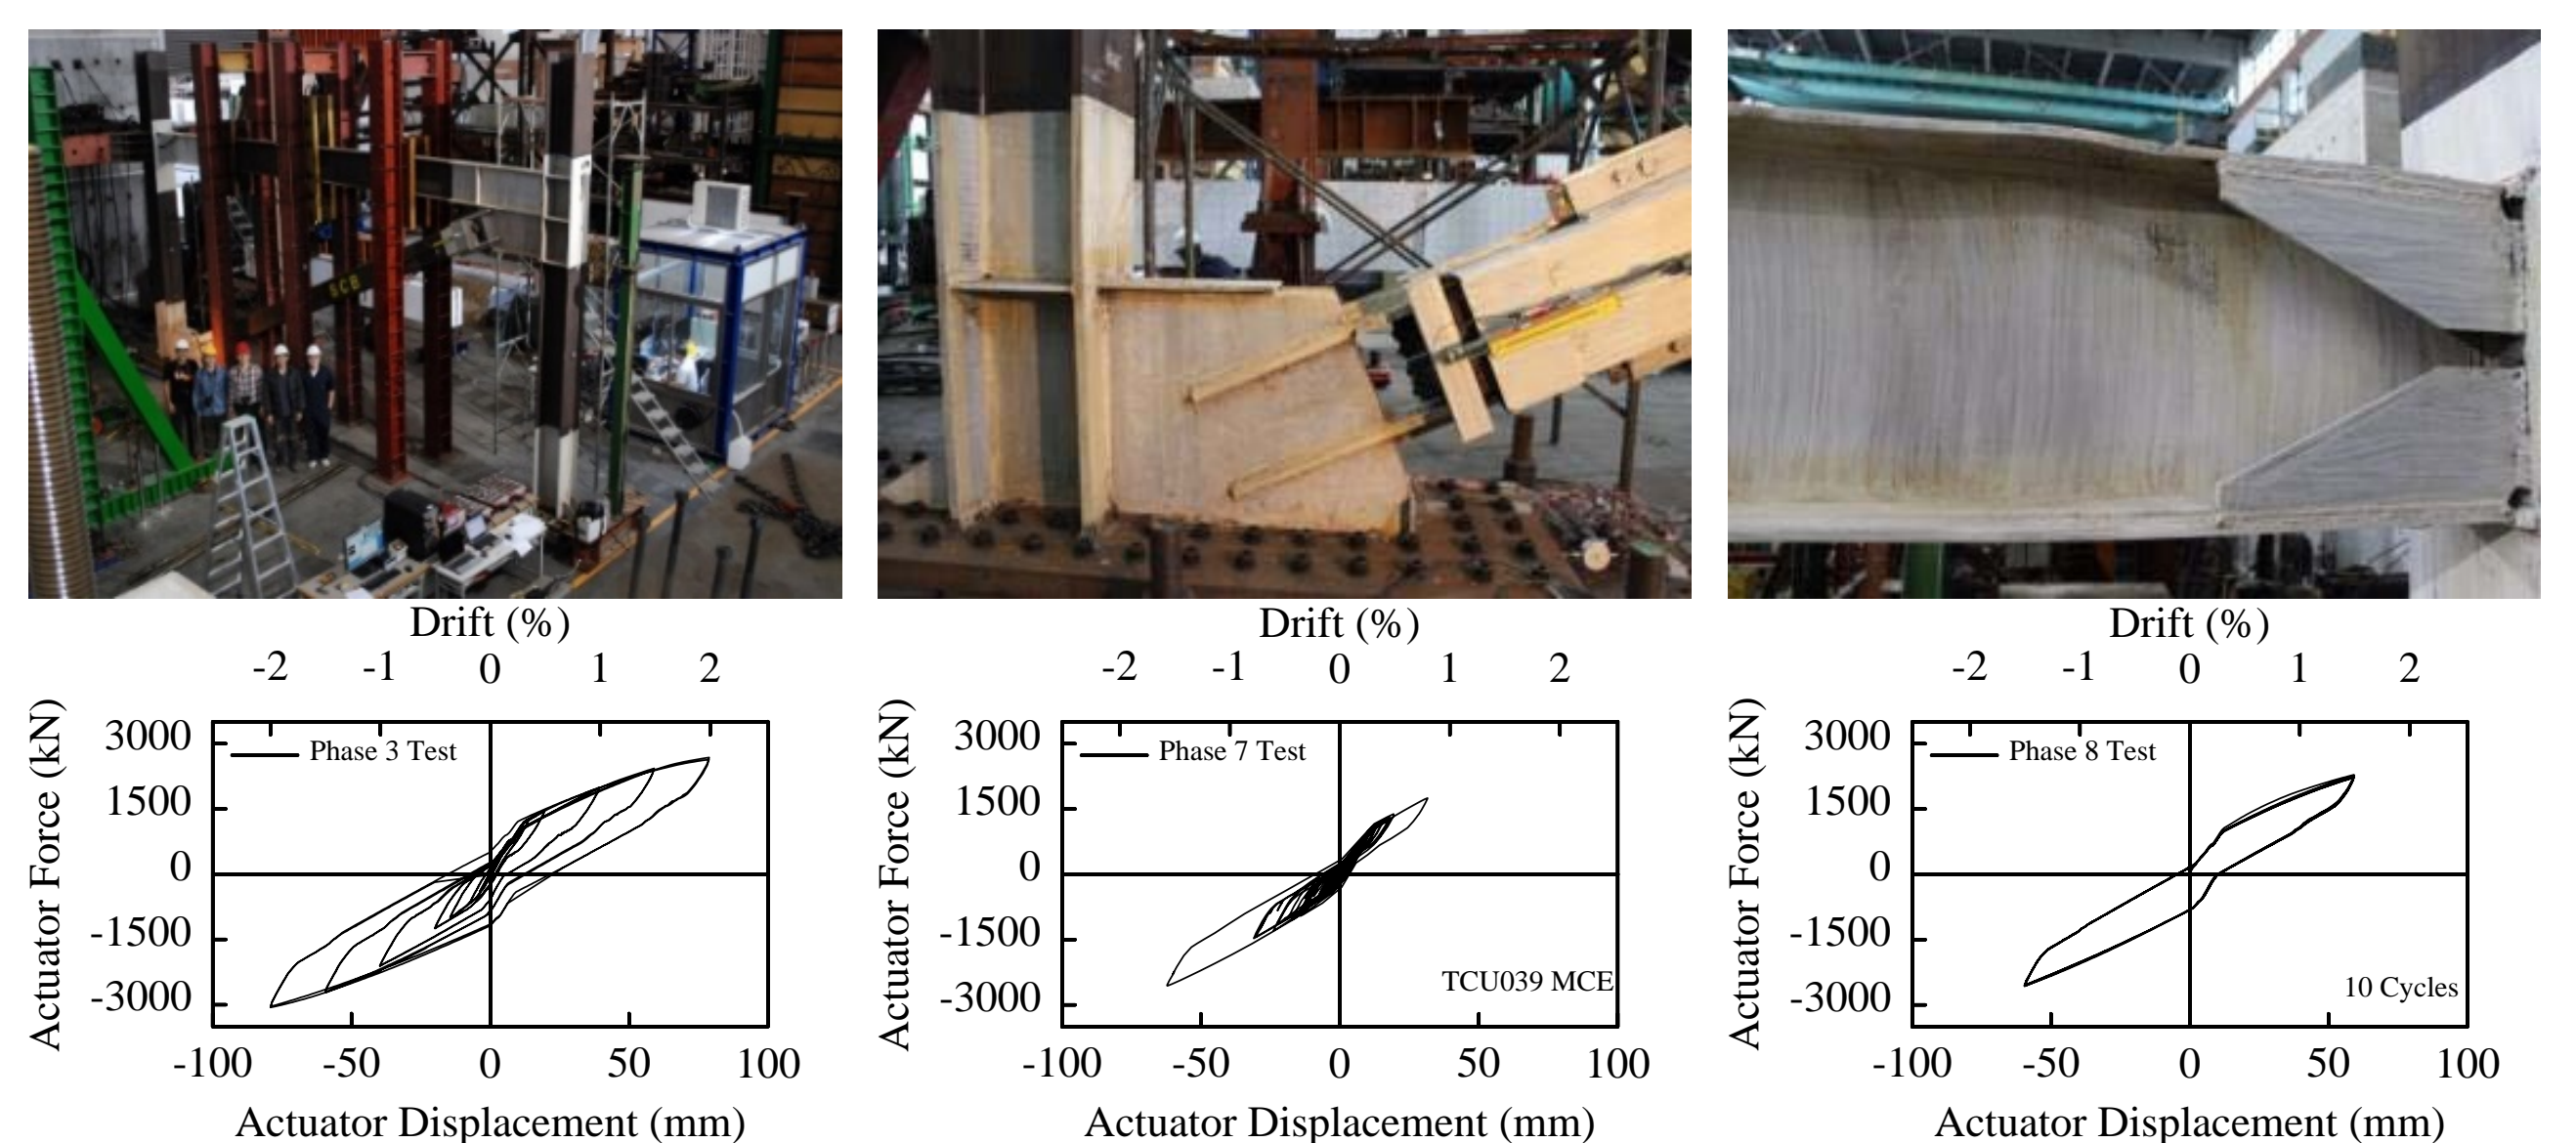 SCB
Drift (%)
-2 -1 0 1 2
Actuator Force (kN)
3000
1500
0
-1500
-3000
Phase 3 Test
-100 -50 0 50 100
Actuator Displacement (mm)
Drift (%)
-2 -1 0 1 2
Actuator Force (kN)
3000
1500
0
-1500
-3000
Phase 7 Test
TCU039 MCE
-100 -50 0 50 100
Actuator Displacement (mm)
Drift (%)
-2 -1 0 1 2
Actuator Force (kN)
3000
1500
0
-1500
-3000
Phase 8 Test
10 Cycles
-100 -50 0 50 100
Actuator Displacement (mm)